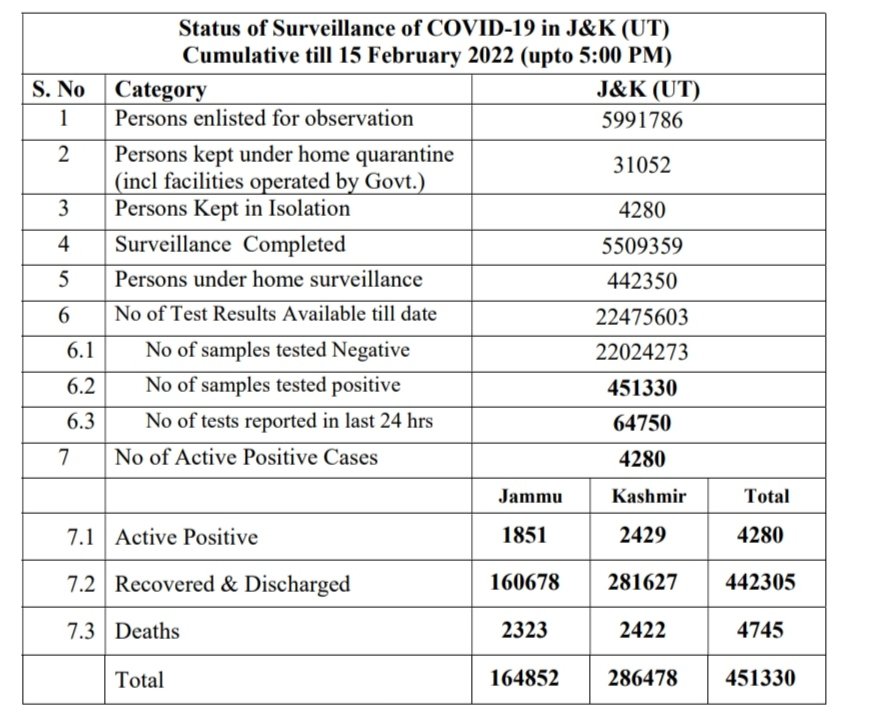 Status of Surveillance of COVID-19 in J&K (UT)
Cumulative till 15 February 2022 (upto 5:00 PM)
S. No Category J&K (UT)
1 Persons enlisted for observation 5991786
2 Persons kept under home quarantine
(incl facilities operated by Govt.) 31052
3 Persons Kept in Isolation 4280
4 Surveillance Completed 5509359
5 Persons under home surveillance 442350
6 No of Test Results Available till date 22475603
6.1 No of samples tested Negative 22024273
6.2 No of samples tested positive 451330
6.3 No of tests reported in last 24 hrs 64750
7 No of Active Positive Cases 4280
Jammu Kashmir Total
7.1 Active Positive 1851 2429 4280
7.2 Recovered & Discharged 160678 281627 442305
7.3 Deaths 2323 2422 4745
Total 164852 286478 451330